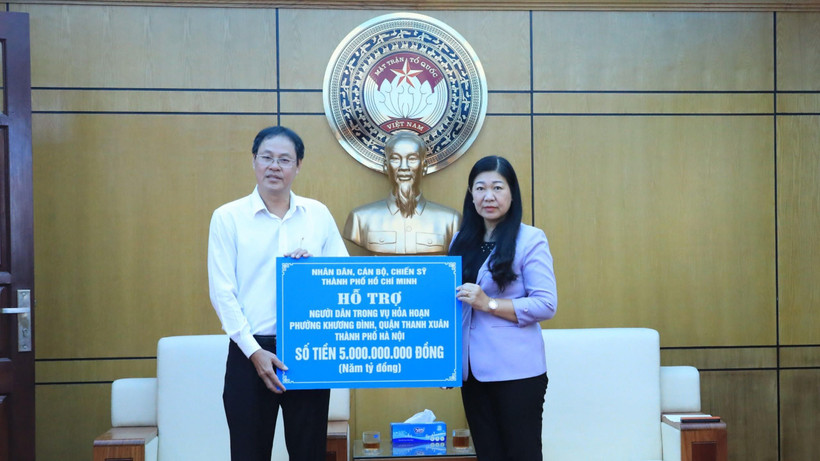 MẶT TRẬN TỔ QUỐC
VIỆT NAM
NHÂN DÂN, CÁN BỘ, CHIẾN SỸ
THÀNH PHỐ HỒ CHÍ MINH
HỖ TRỢ
NGƯỜI DÂN TRONG VỤ HỎA HOẠN
PHƯỜNG KHƯƠNG ĐÌNH, QUẬN THANH XUÂN
THÀNH PHỐ HÀ NỘI
SỐ TIỀN 5.000.000.000 ĐỒNG
(Năm tỷ đồng)